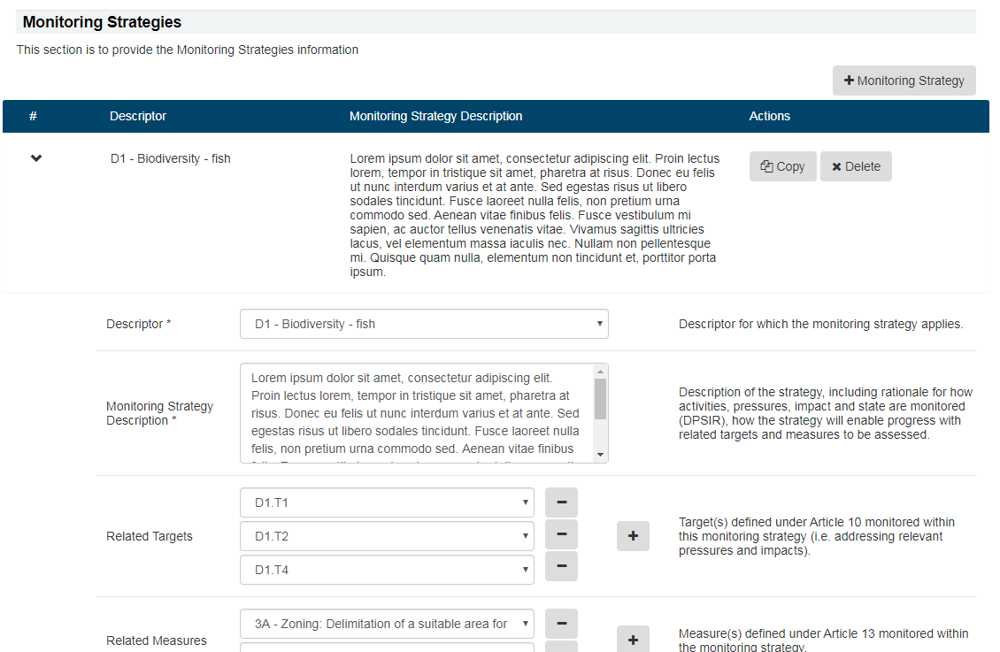 Monitoring Strategies
This section is to provide the Monitoring Strategies information
Monitoring Strategy
# Descriptor Monitoring Strategy Description Actions
D1 - Biodiversity - fish
Lorem ipsum dolor sit amet, consectetur adipiscing elit. Proin lectus
lorem, tempor in tristique sit amet, pharetra at risus. Donec eu felis
ut nunc interdum varius et at ante. Sed egestas risus ut libero
sodales tincidunt. Fusce laoreet nulla felis, non pretium urna
commodo sed. Aenean vitae finibus felis. Fusce vestibulum mi
sapien, ac auctor tellus venenatis vitae. Vivamus sagittis ultricies
lacus, vel elementum massa iaculis nec. Nullam non pellentesque
mi. Quisque quam nulla, elementum non tincidunt et, porttitor porta
ipsum.
Copy Delete
Descriptor * D1 - Biodiversity - fish Descriptor for which the monitoring strategy applies.
Monitoring Strategy
Description *
Lorem ipsum dolor sit amet, consectetur adipiscing elit.
Proin lectus lorem, tempor in tristique sit amet, pharetra at
risus. Donec eu felis ut nunc interdum varius et at ante. Sed
egestas risus ut libero sodales tincidunt. Fusce laoreet nulla
felis, non pretium urna commodo sed. Aenean vitae finibus
Description of the strategy, including rationale for how
activities, pressures, impact and state are monitored
(DPSIR), how the strategy will enable progress with
related targets and measures to be assessed.
Related Targets
D1.T1
D1.T2
D1.T4
Target(s) defined under Article 10 monitored within
this monitoring strategy (i.e. addressing relevant
pressures and impacts).
Related Measures
3A - Zoning: Delimitation of a suitable area for
Measure(s) defined under Article 13 monitored within
the monitoring strategy.